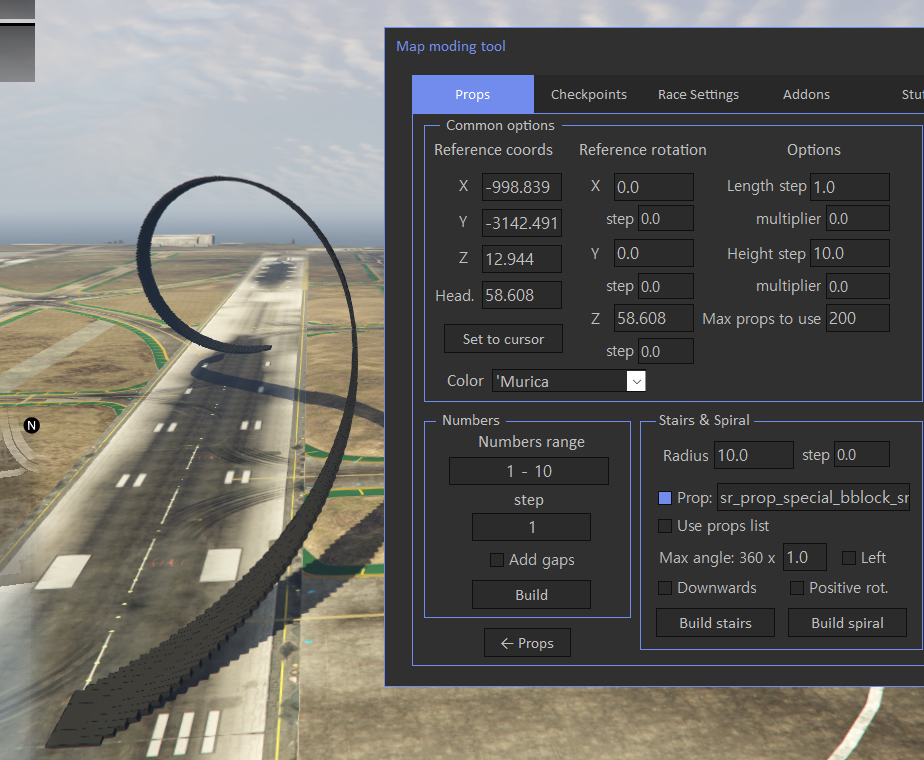 Map moding tool
Props Checkpoints Race Settings Addons Stu
Common options
Reference coords Reference rotation Options
X -998.839 X 0.0 Length step 1.0
step 0.0 multiplier 0.0
Y -3142.491 Y 0.0 Height step 10.0
Z 12.944 step 0.0 multiplier 0.0
Head. 58.608 Z 58.608 Max props to use 200
Set to cursor step 0.0
Color 'Murica
Numbers Stairs & Spiral
Numbers range Radius 10.0 step 0.0
1 - 10
step Prop: sr_prop_special_bblock_sr
1 Use props list
Add gaps Max angle: 360 x 1.0 Left
Downwards Positive rot.
Build Build stairs Build spiral
← Props
N